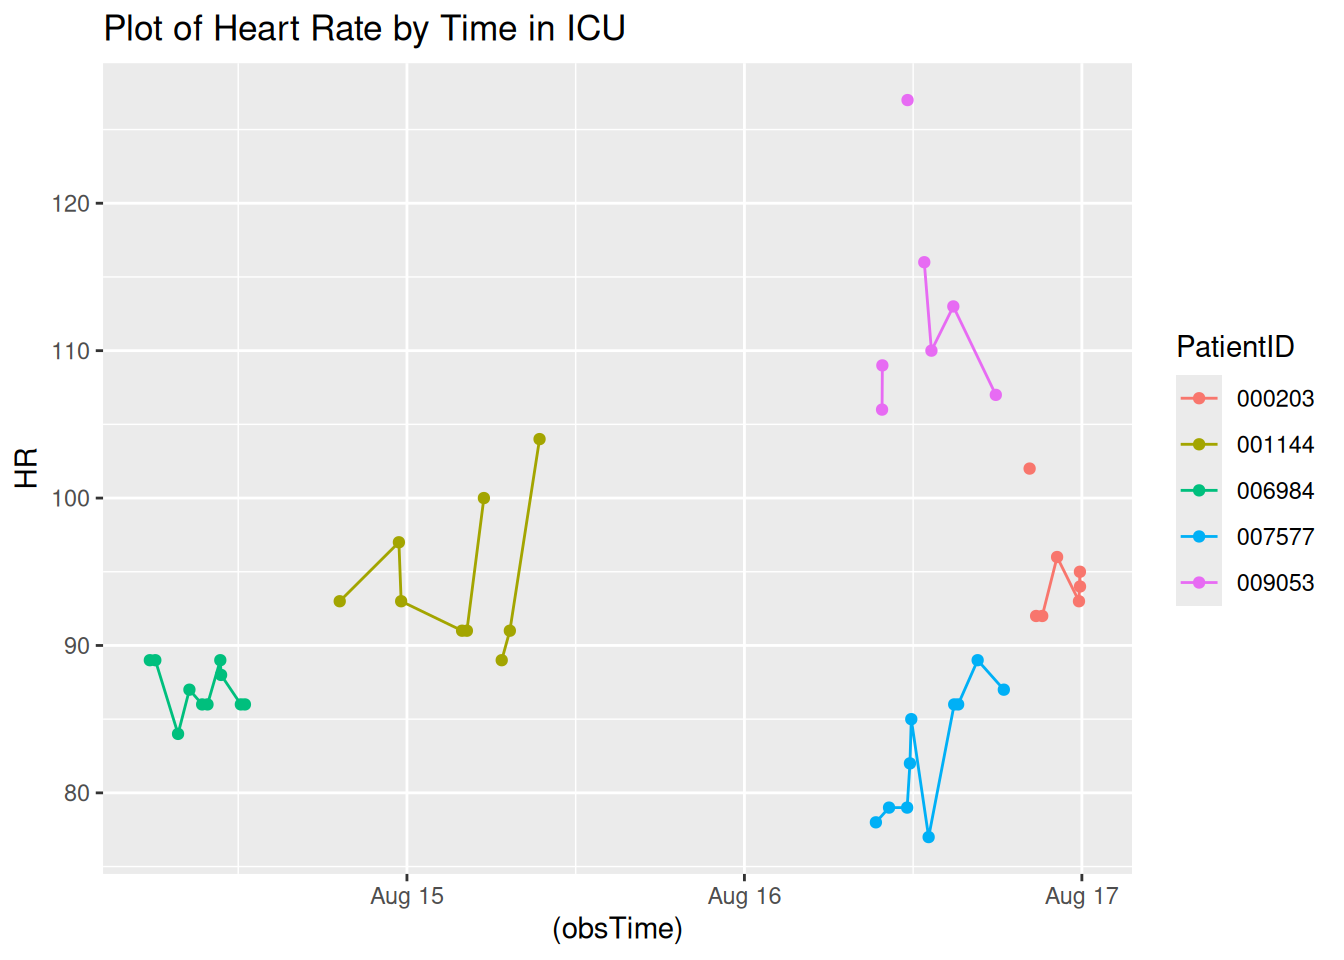 Plot of Heart Rate by Time in ICU
120
110
100
90
80
HR
Aug 15
Aug 16
Aug 17
(obsTime)
PatientID
000203
001144
006984
007577
009053